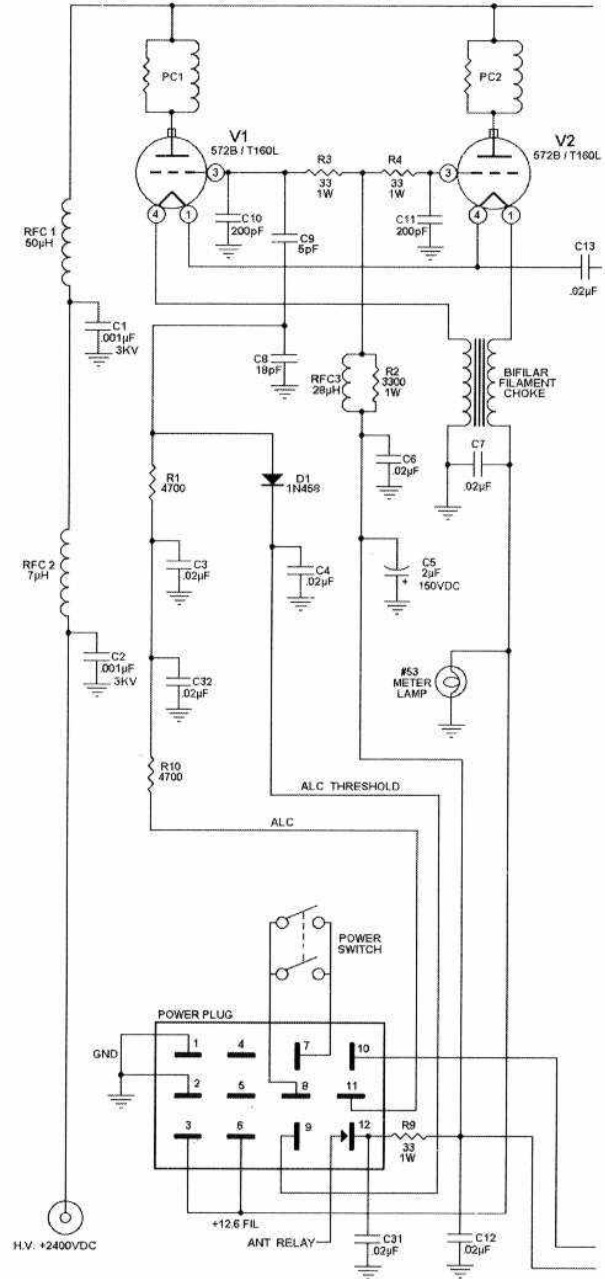 PC1
PC2
V1
572B / T160L
V2
572B / T160L
3
R3
33
1W
R4
33
1W
3
4
1
4
1
C10
200pF
C11
200pF
C9
5pF
C13
.02µF
RFC 1
50µH
C1
.001µF
3KV
C8
18pF
RFC3
28µH
R2
3300
1W
BIFILAR
FILAMENT
CHOKE
C6
.02µF
C7
.02µF
R1
4700
D1
1N458
RFC 2
7µH
C3
.02µF
C4
.02µF
C5
2µF
+
150VDC
C2
.001µF
3KV
C32
.02µF
#53
METER
LAMP
R10
4700
ALC THRESHOLD
ALC
POWER
SWITCH
POWER PLUG
GND
1
4
7
10
2
5
8
11
3
6
9
12
R9
33
1W
+12.6 FIL
ANT RELAY
C31
.02µF
C12
.02µF
H.V. +2400VDC